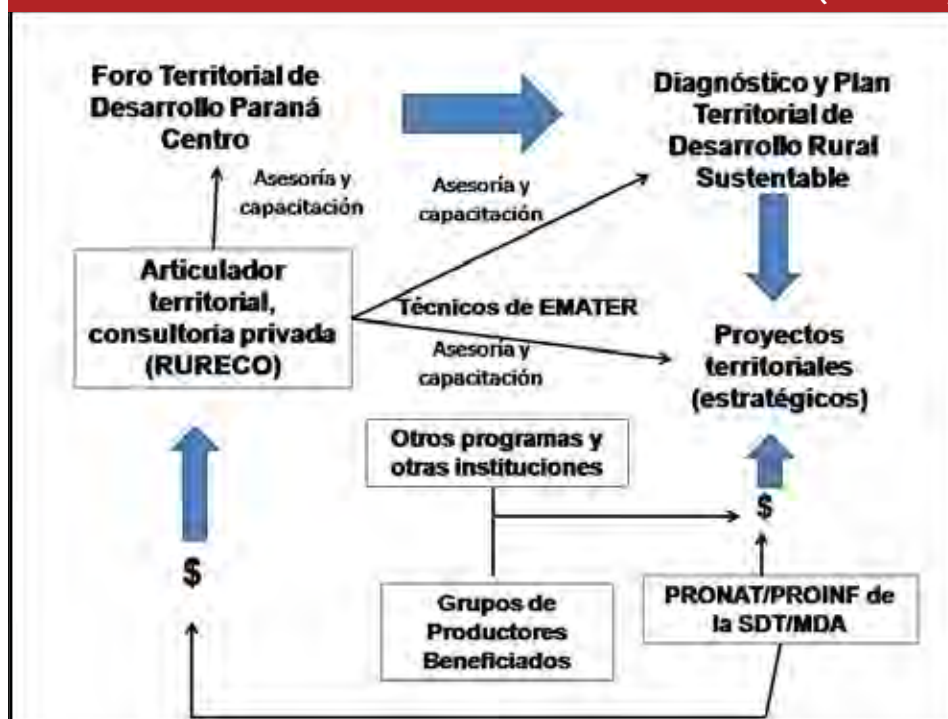 Foro Territorial de
Desarrollo Paraná
Centro
Diagnóstico y Plan
Territorial de
Desarrollo Rural
Sustentable
Asesoría y
capacitación
Asesoría y
capacitación
Articulador
territorial,
consultoría privada
(RURECO)
Técnicos de EMATER
Asesoría y
capacitación
Proyectos
territoriales
(estratégicos)
Otros programas y
otras instituciones
$
$
Grupos de
Productores
Beneficiados
PRONAT/PROINF de
la SDT/MDA